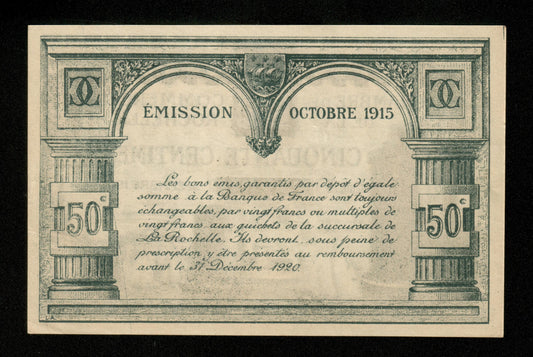 ÉMISSION OCTOBRE 1915
Les bons émis, garantis par dépôt d'égale
somme à la Banque de France sont toujours
échangeables, par vingt francs ou multiples de
vingt francs aux guichets de la succursale de
La Rochelle. Ils devront, sous peine de
prescription, y être présentés au remboursement
avant le 31 Décembre 1920.
50c
50c